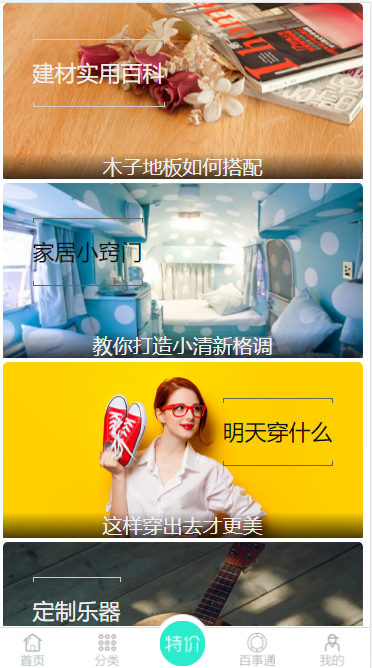 建材实用百科
木子地板如何搭配
家居小窍门
教你打造小清新格调
明天穿什么
这样穿出去才更美
定制乐器
首页
分类
特价
百事通
我的